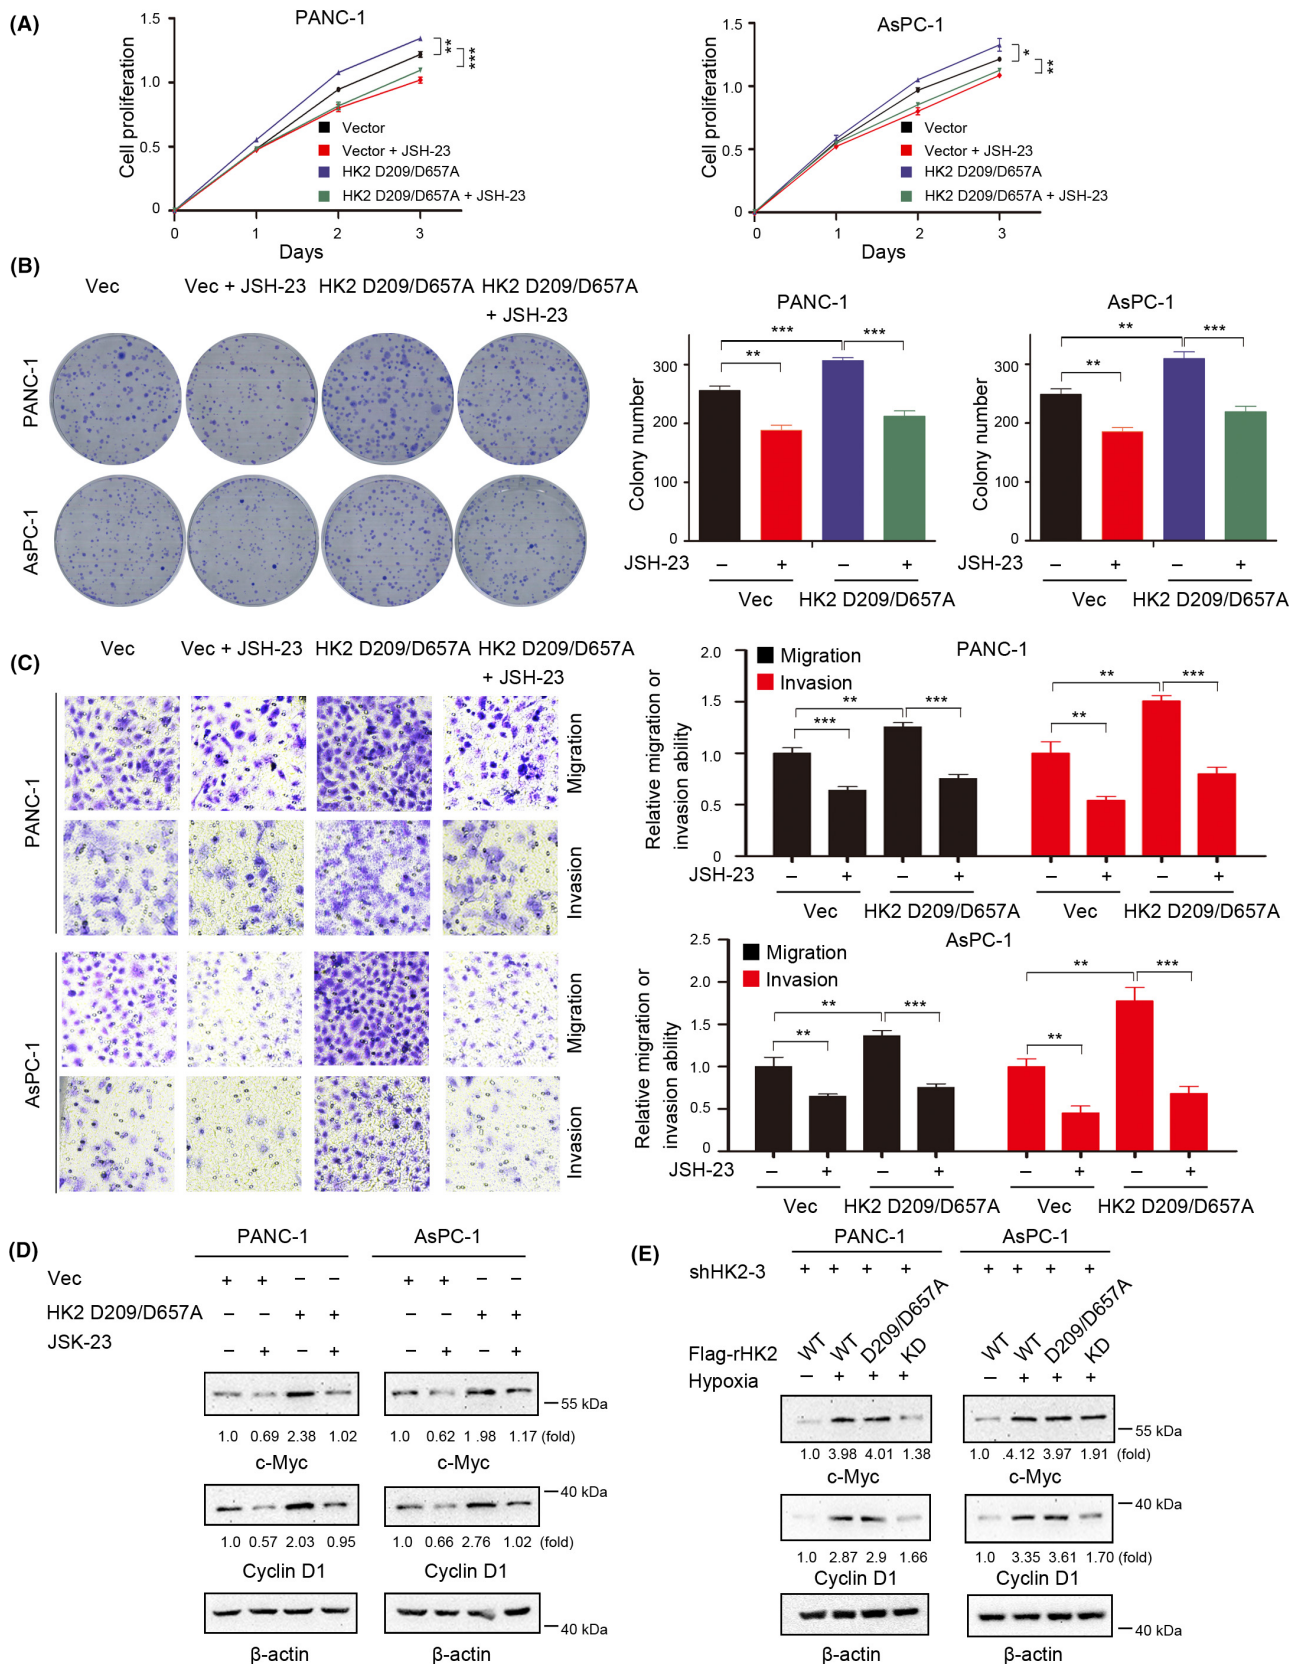 (A)
PANC-1
Cell proliferation
1.5
1.0
0.5
0
0 1 2 3
Days
** ***
Vector
Vector + JSH-23
HK2 D209/D657A
HK2 D209/D657A + JSH-23
AsPC-1
Cell proliferation
1.5
1.0
0.5
0
0 1 2 3
Days
* **
Vector
Vector + JSH-23
HK2 D209/D657A
HK2 D209/D657A + JSH-23
(B)
Vec Vec + JSH-23 HK2 D209/D657A HK2 D209/D657A
+ JSH-23
PANC-1
AsPC-1
PANC-1
Colony number
300
200
100
0
** *** ***
JSH-23 – + – +
Vec HK2 D209/D657A
AsPC-1
Colony number
300
200
100
0
** ** ***
JSH-23 – + – +
Vec HK2 D209/D657A
(C)
Vec Vec + JSH-23 HK2 D209/D657A HK2 D209/D657A
+ JSH-23
PANC-1
Migration
Invasion
AsPC-1
Migration
Invasion
PANC-1
Migration
Invasion
Relative migration or
invasion ability
2.0
1.5
1.0
0.5
0
*** ** *** ** ** ***
JSH-23 – + – + – + – +
Vec HK2 D209/D657A Vec HK2 D209/D657A
AsPC-1
Migration
Invasion
Relative migration or
invasion ability
2.5
2.0
1.5
1.0
0.5
0
** ** *** ** ** ***
JSH-23 – + – + – + – +
Vec HK2 D209/D657A Vec HK2 D209/D657A
(D)
PANC-1 AsPC-1
Vec + + – – + + – –
HK2 D209/D657A – – + + – – + +
JSK-23 – + – + – + – +
55 kDa
1.0 0.69 2.38 1.02 1.0 0.62 1.98 1.17 (fold)
c-Myc c-Myc
40 kDa
1.0 0.57 2.03 0.95 1.0 0.66 2.76 1.02 (fold)
Cyclin D1 Cyclin D1
40 kDa
β-actin β-actin
(E)
PANC-1 AsPC-1
shHK2-3 + + + + + + + +
Flag-rHK2 WT WT D209/D657A KD WT WT D209/D657A KD
Hypoxia – + + + – + + +
55 kDa
1.0 3.98 4.01 1.38 1.0 .4.12 3.97 1.91 (fold)
c-Myc c-Myc
40 kDa
1.0 2.87 2.9 1.66 1.0 3.35 3.61 1.70 (fold)
Cyclin D1 Cyclin D1
40 kDa
β-actin β-actin